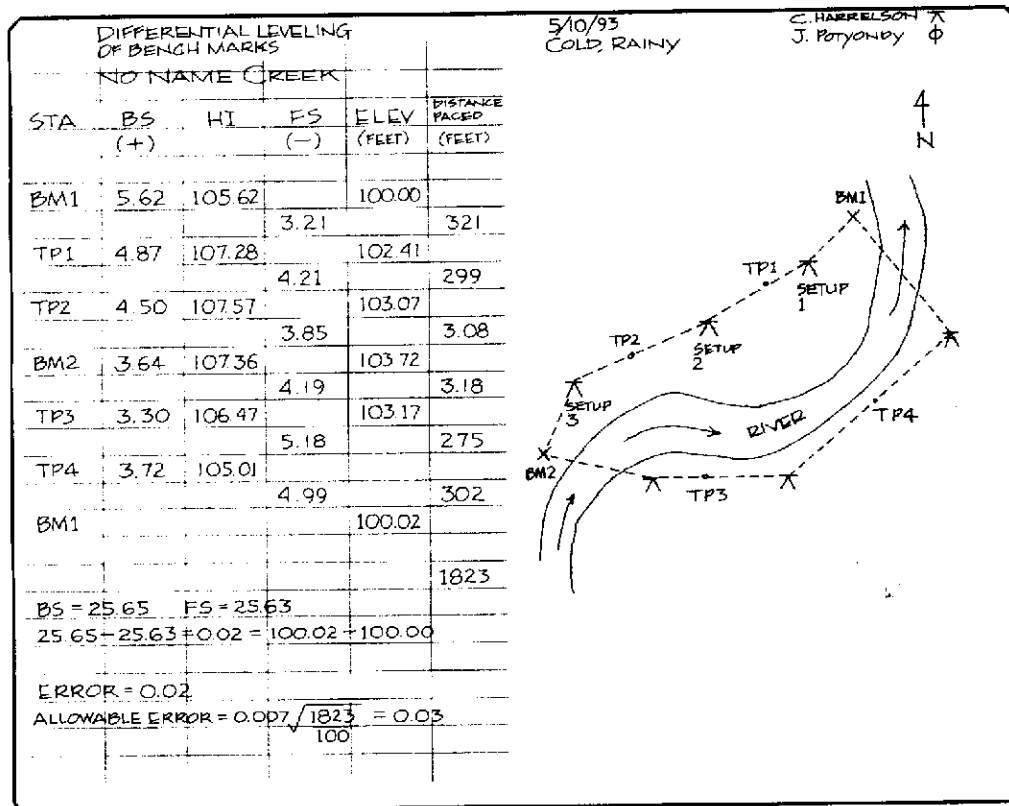 DIFFERENTIAL LEVELING
OF BENCH MARKS
NO NAME CREEK
5/10/93
COLD, RAINY
C. HARRELSON
J. POTYONDY
STA BS HI FS ELEV DISTANCE PACED
(+) (−) (FEET) (FEET)
BM1 5.62 105.62 100.00
3.21 321
TP1 4.87 107.28 102.41
4.21 299
TP2 4.50 107.57 103.07
3.85 3.08
BM2 3.64 107.36 103.72
4.19 3.18
TP3 3.30 106.47 103.17
5.18 275
TP4 3.72 105.01
4.99 302
BM1 100.02
1823
BS = 25.65 FS = 25.63
25.65 − 25.63 = 0.02 = 100.02 − 100.00
ERROR = 0.02
ALLOWABLE ERROR = 0.007 √1823/100 = 0.03
N
BM1
TP1
SETUP
1
TP2
SETUP
2
SETUP
3
RIVER
TP4
BM2
TP3